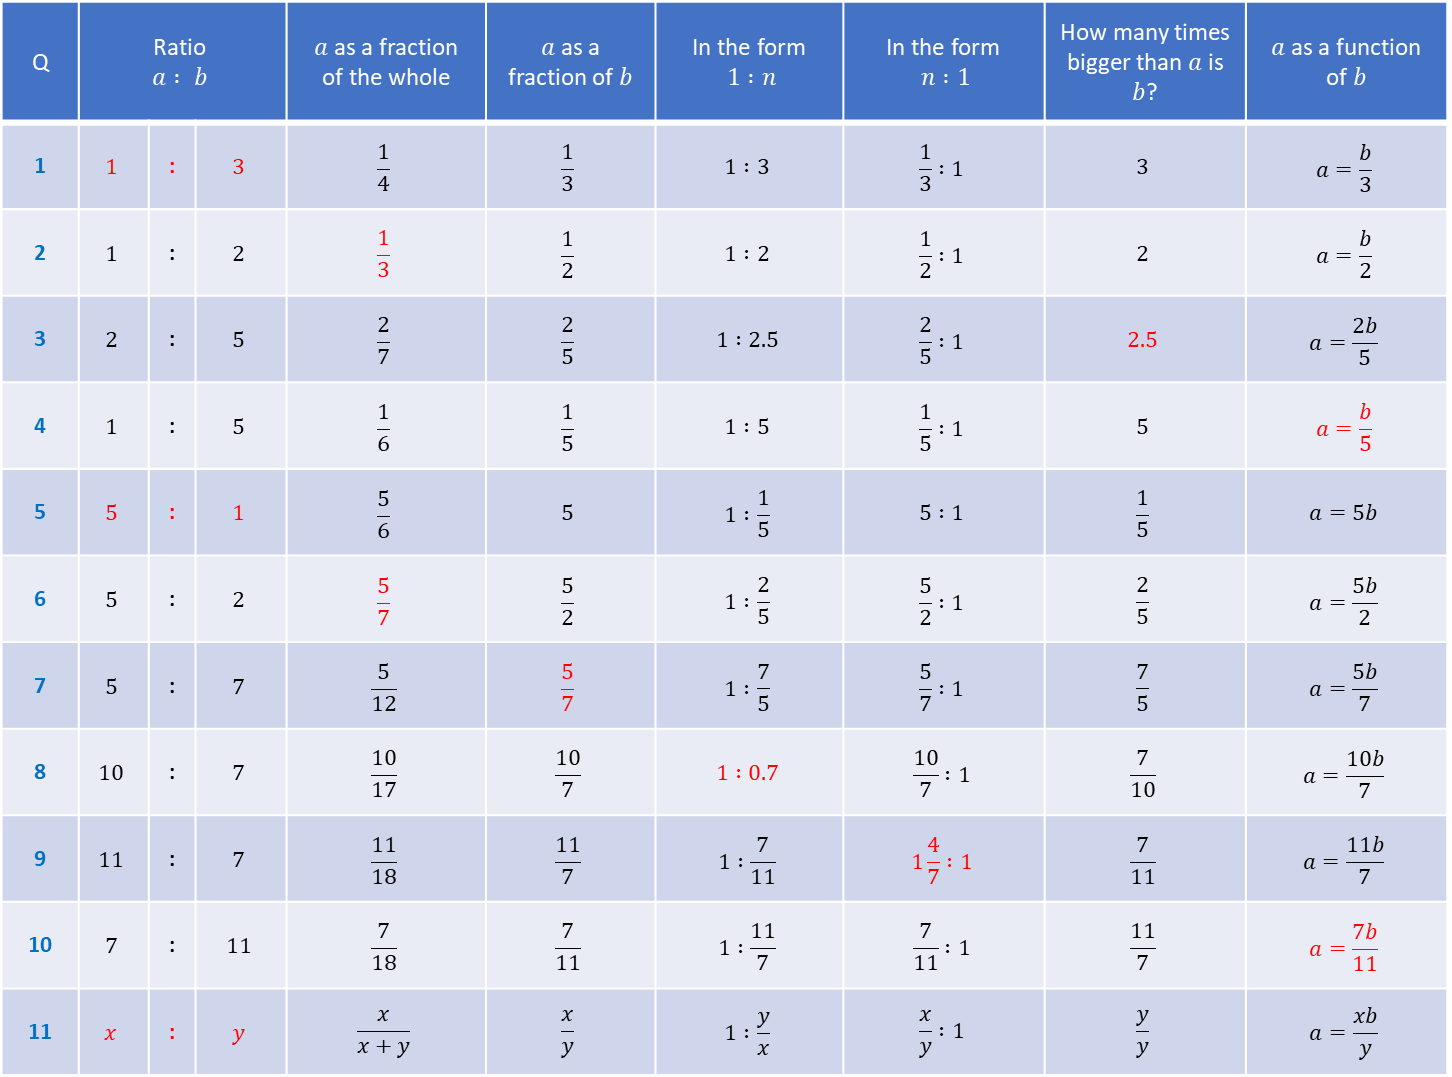 Q | Ratio a : b | a as a fraction of the whole | a as a fraction of b | In the form 1 : n | In the form n : 1 | How many times bigger than a is b? | a as a function of b
1 | 1 : 3 | 1/4 | 1/3 | 1 : 3 | 1/3 : 1 | 3 | a = b/3
2 | 1 : 2 | 1/3 | 1/2 | 1 : 2 | 1/2 : 1 | 2 | a = b/2
3 | 2 : 5 | 2/7 | 2/5 | 1 : 2.5 | 2/5 : 1 | 2.5 | a = 2b/5
4 | 1 : 5 | 1/6 | 1/5 | 1 : 5 | 1/5 : 1 | 5 | a = b/5
5 | 5 : 1 | 5/6 | 5 | 1 : 1/5 | 5 : 1 | 1/5 | a = 5b
6 | 5 : 2 | 5/7 | 5/2 | 1 : 2/5 | 5/2 : 1 | 2/5 | a = 5b/2
7 | 5 : 7 | 5/12 | 5/7 | 1 : 7/5 | 5/7 : 1 | 7/5 | a = 5b/7
8 | 10 : 7 | 10/17 | 10/7 | 1 : 0.7 | 10/7 : 1 | 7/10 | a = 10b/7
9 | 11 : 7 | 11/18 | 11/7 | 1 : 7/11 | 1 4/7 : 1 | 7/11 | a = 11b/7
10 | 7 : 11 | 7/18 | 7/11 | 1 : 11/7 | 7/11 : 1 | 11/7 | a = 7b/11
11 | x : y | x/(x + y) | x/y | 1 : y/x | x/y : 1 | y/y | a = xb/y